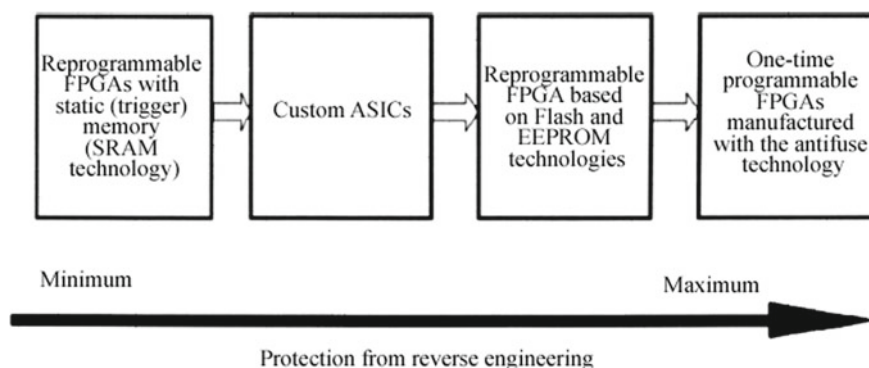 Reprogrammable
FPGAs with
static (trigger)
memory
(SRAM
technology)
Custom ASICs
Reprogrammable
FPGA based
on Flash and
EEPROM
technologies
One-time
programmable
FPGAs
manufactured
with the antifuse
technology
Minimum
Maximum
Protection from reverse engineering